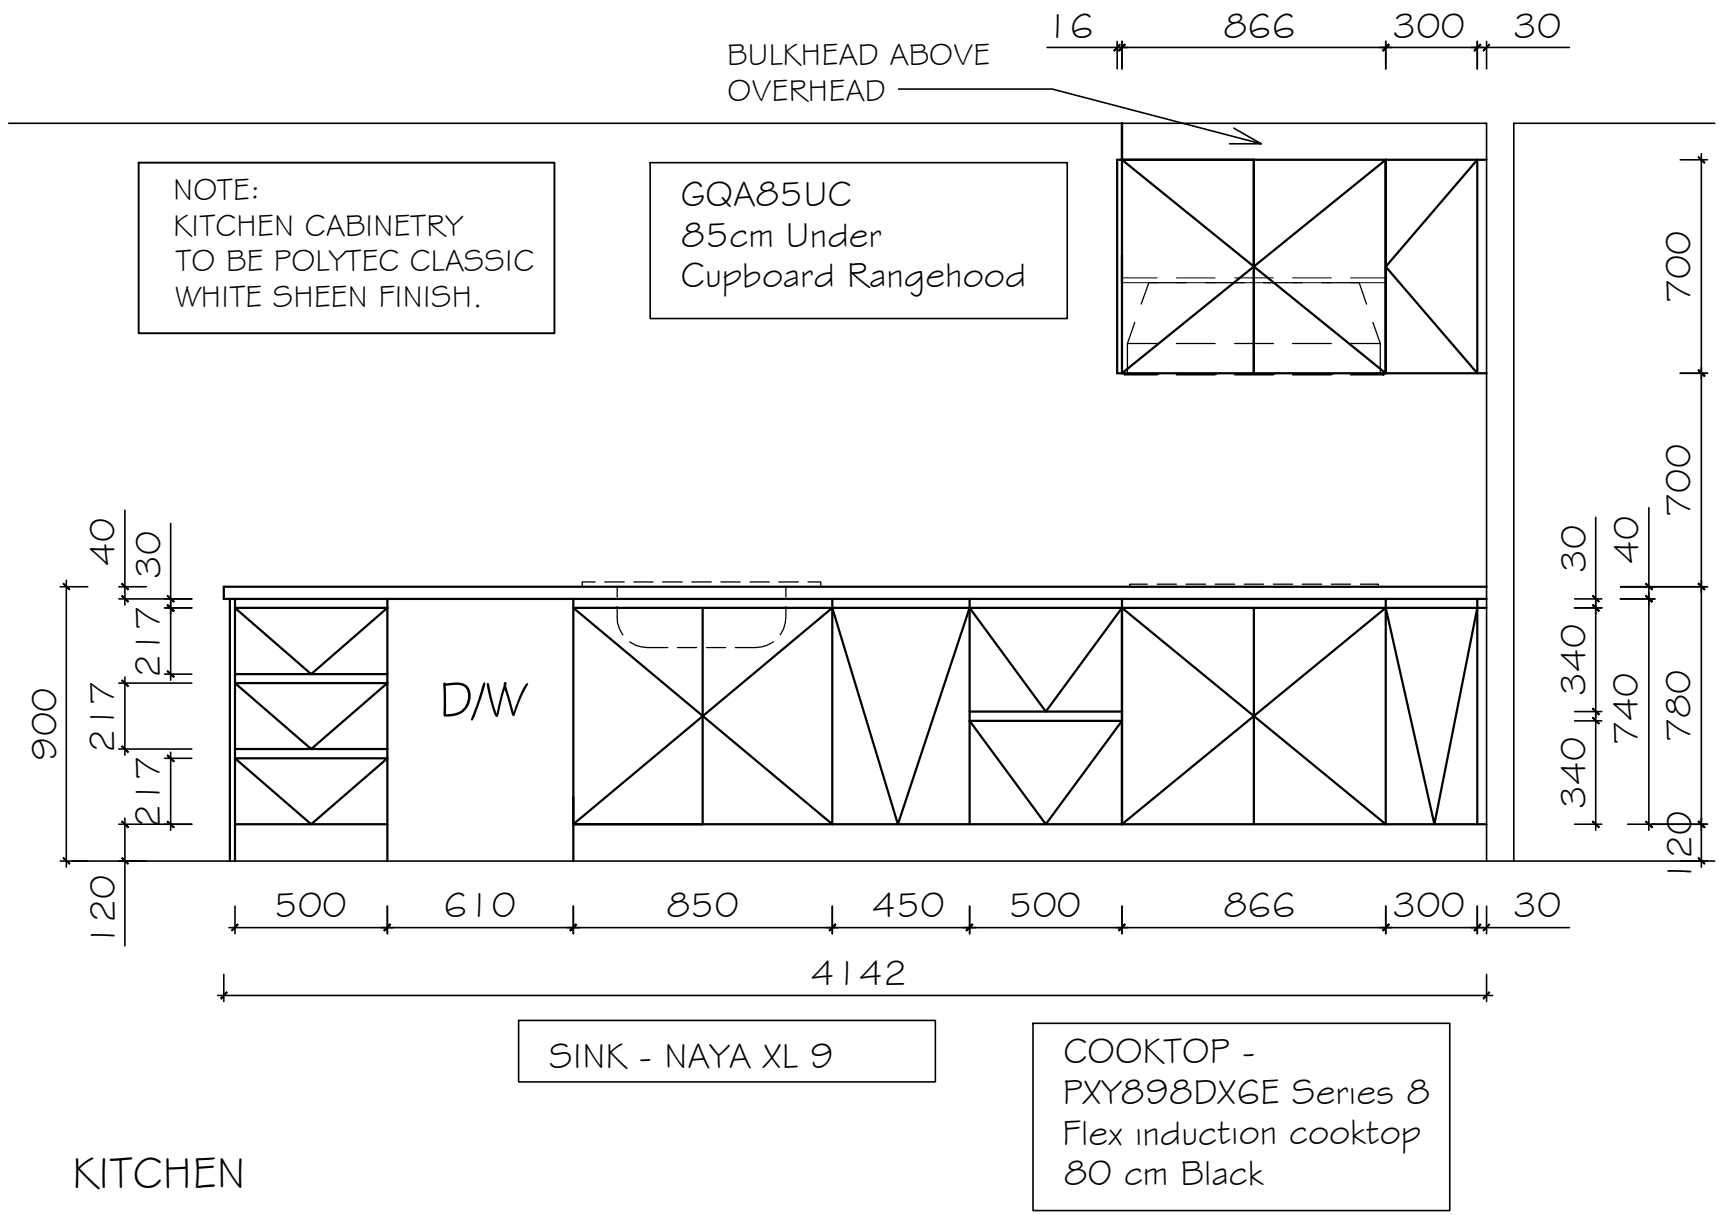 16 866 300 30
BULKHEAD ABOVE
OVERHEAD
NOTE:
KITCHEN CABINETRY
TO BE POLYTEC CLASSIC
WHITE SHEEN FINISH.
GQA85UC
85cm Under
Cupboard Rangehood
700
700
40
30
217
217
217
900
120
D/W
30
40
340
340
740
780
120
500 610 850 450 500 866 300 30
4142
SINK - NAYA XL 9
COOKTOP -
PXY898DX6E Series 8
Flex induction cooktop
80 cm Black
KITCHEN